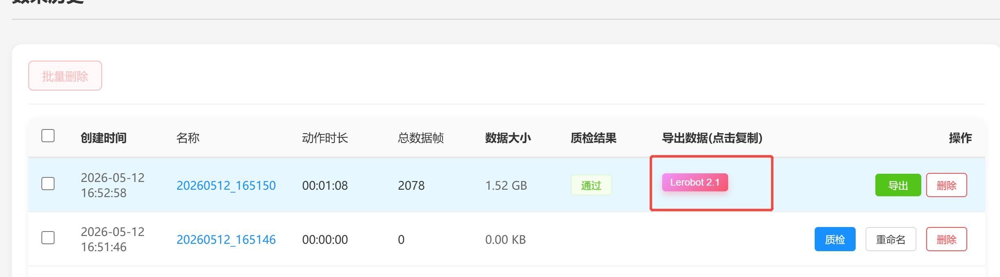 批量删除
创建时间 名称 动作时长 总数据帧 数据大小 质检结果 导出数据(点击复制) 操作
2026-05-12
16:52:58
20260512_165150 00:01:08 2078 1.52 GB 通过 Lerobot 2.1 导出 删除
2026-05-12
16:51:46
20260512_165146 00:00:00 0 0.00 KB 质检 重命名 删除